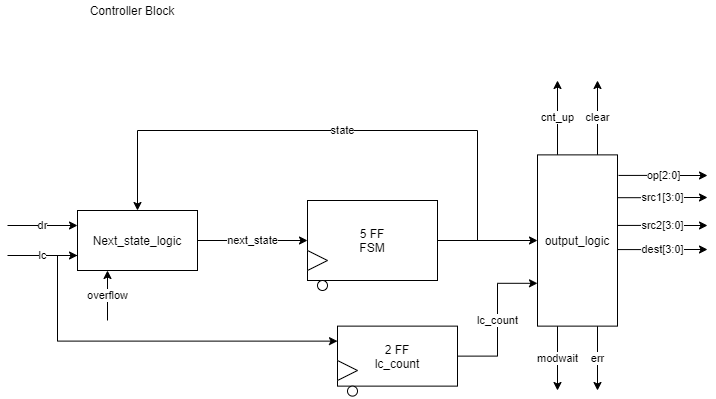 Controller Block
cnt_up
clear
state
op[2:0]
src1[3:0]
dr
src2[3:0]
Next_state_logic
next_state
5 FF
FSM
output_logic
dest[3:0]
lc
overflow
lc_count
2 FF
lc_count
modwait
err